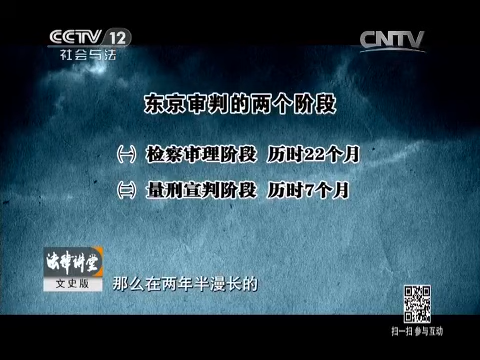 CCTV 12
社会与法
CNTV
东京审判的两个阶段
㈠ 检察审理阶段 历时22个月
㈡ 量刑宣判阶段 历时7个月
法律讲堂
文史版
那么在两年半漫长的
扫一扫 参与互动